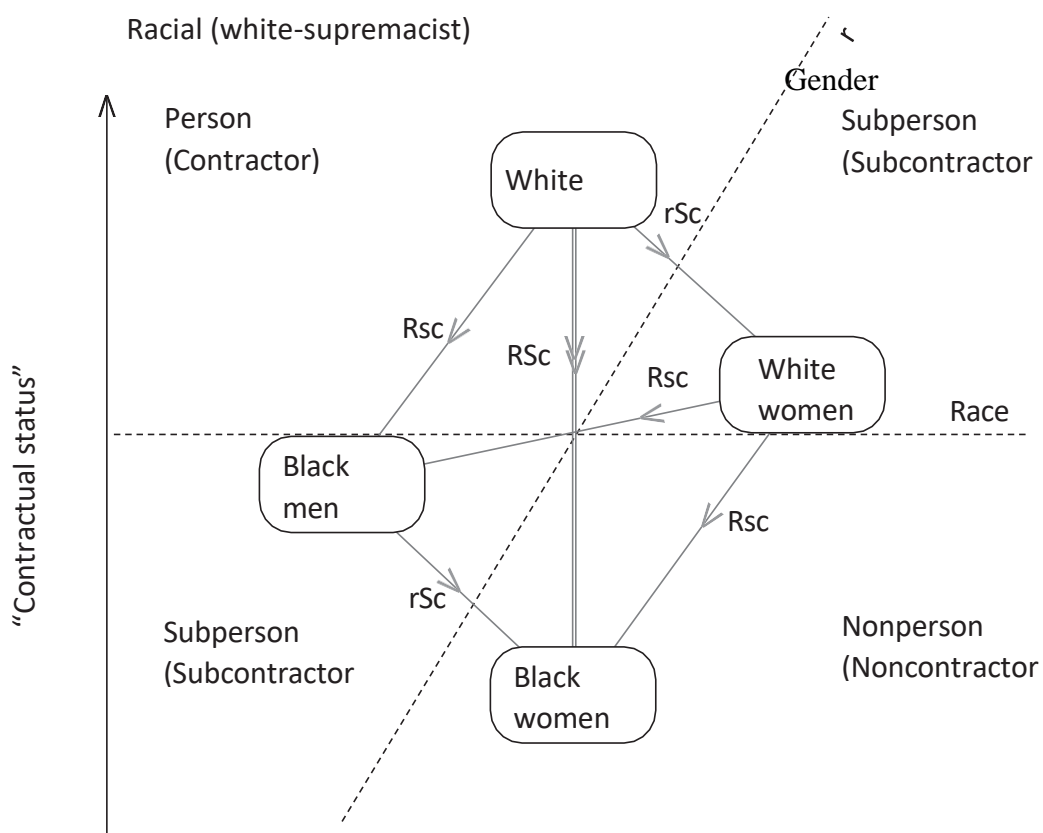 Racial (white-supremacist)
r
Gender
Person
(Contractor)
Subperson
(Subcontractor
White
rSc
Rsc
RSc
Rsc
White
women
Race
"Contractual status"
Black
men
Rsc
rSc
Subperson
(Subcontractor
Nonperson
(Noncontractor
Black
women